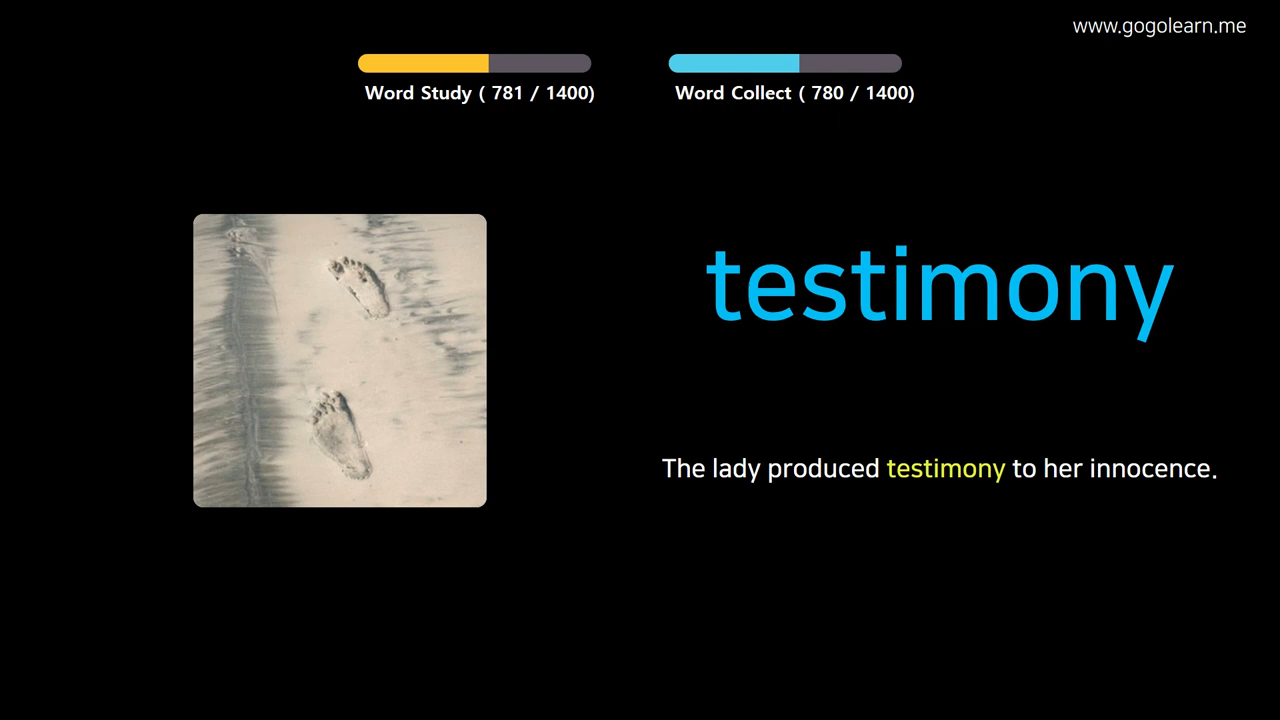 www.gogolearn.me
Word Study ( 781 / 1400)
Word Collect ( 780 / 1400)
testimony
The lady produced testimony to her innocence.